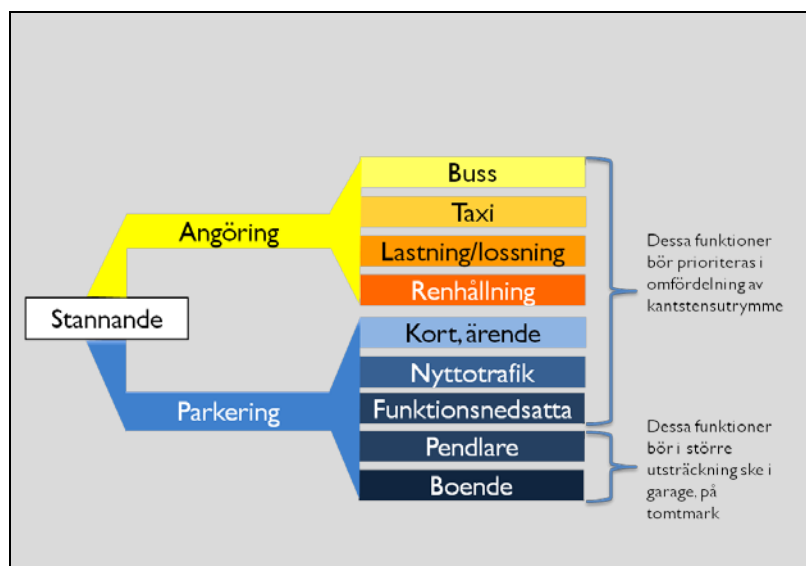 Stannande
Angöring
Parkering
Buss
Taxi
Lastning/lossning
Renhållning
Kort, ärende
Nyttotrafik
Funktionsnedsatta
Pendlare
Boende
Dessa funktioner
bör prioriteras i
omfördelning av
kantstensutrymme
Dessa funktioner
bör i större
utsträckning ske i
garage, på
tomtmark